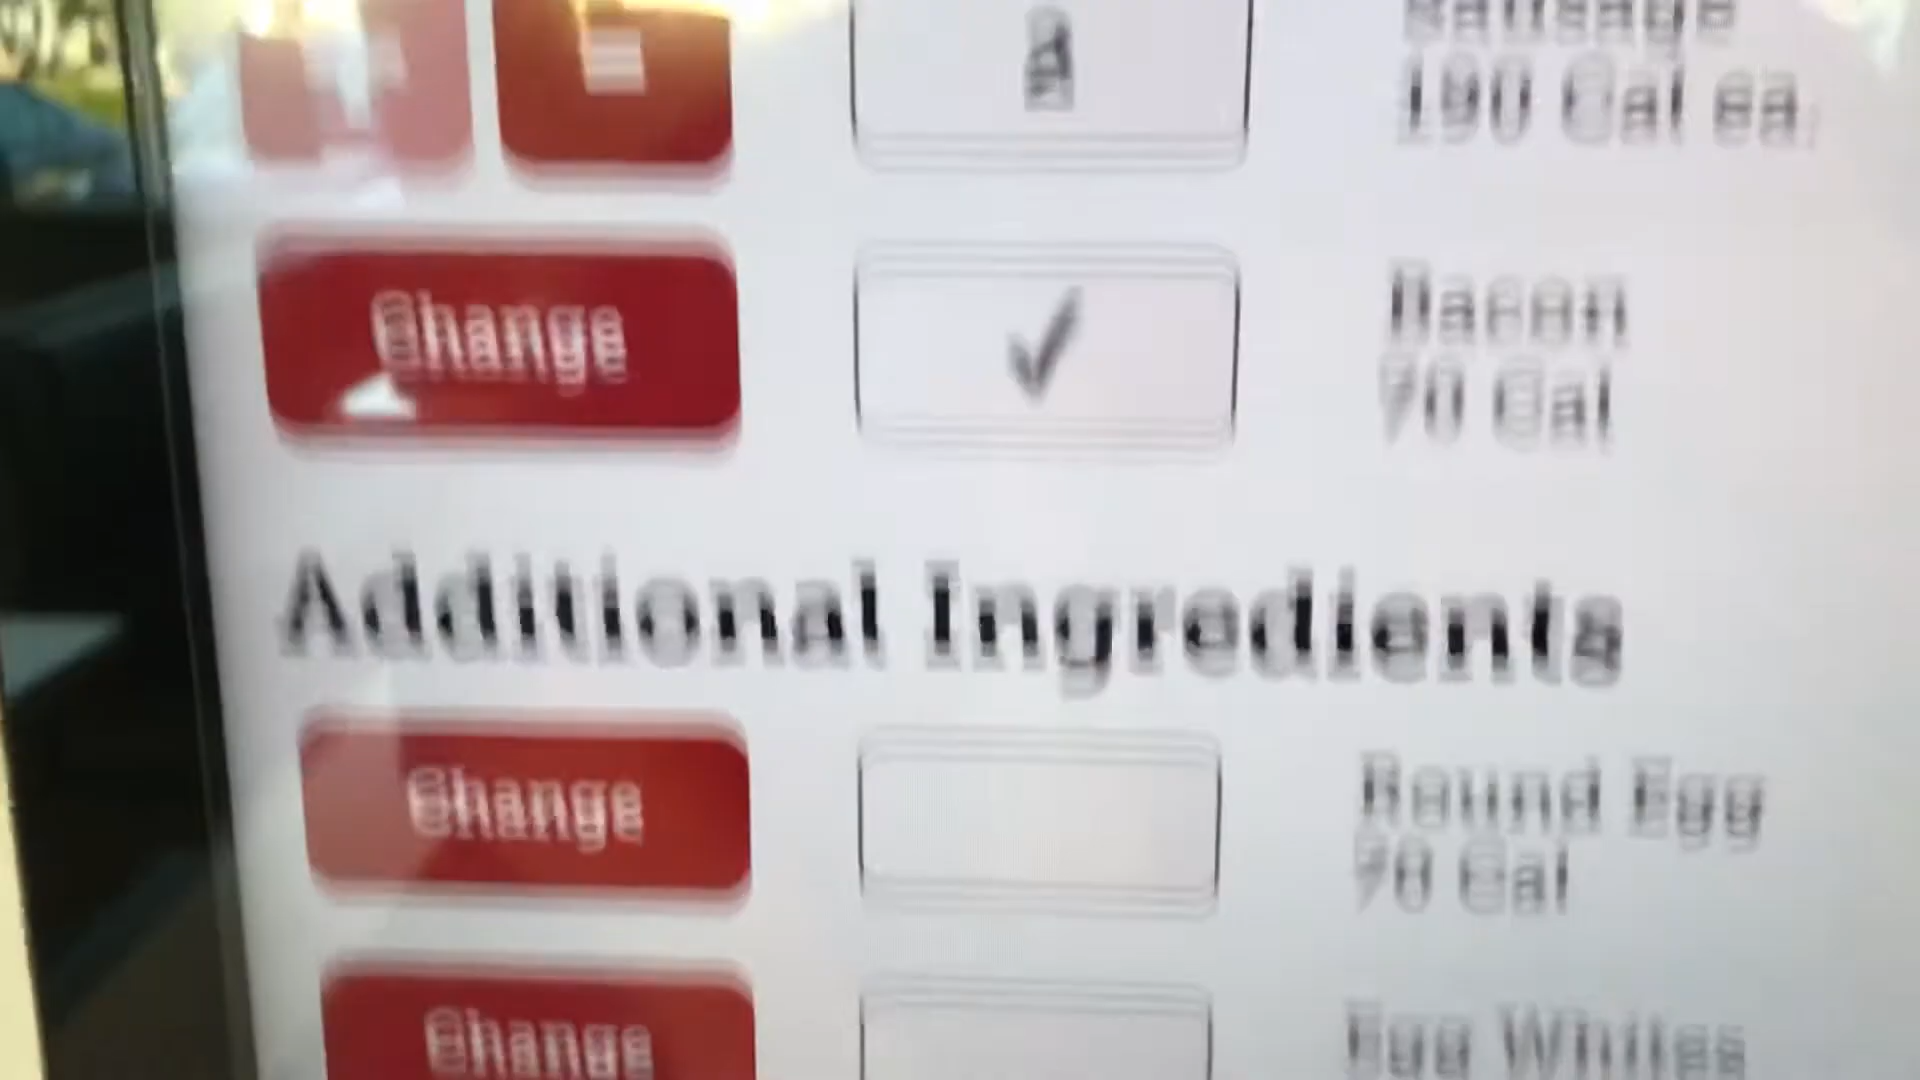 Sausage
190 Cal ea.
Change
Bacon
70 Cal
Additional Ingredients
Change
Round Egg
70 Cal
Change
Egg Whites